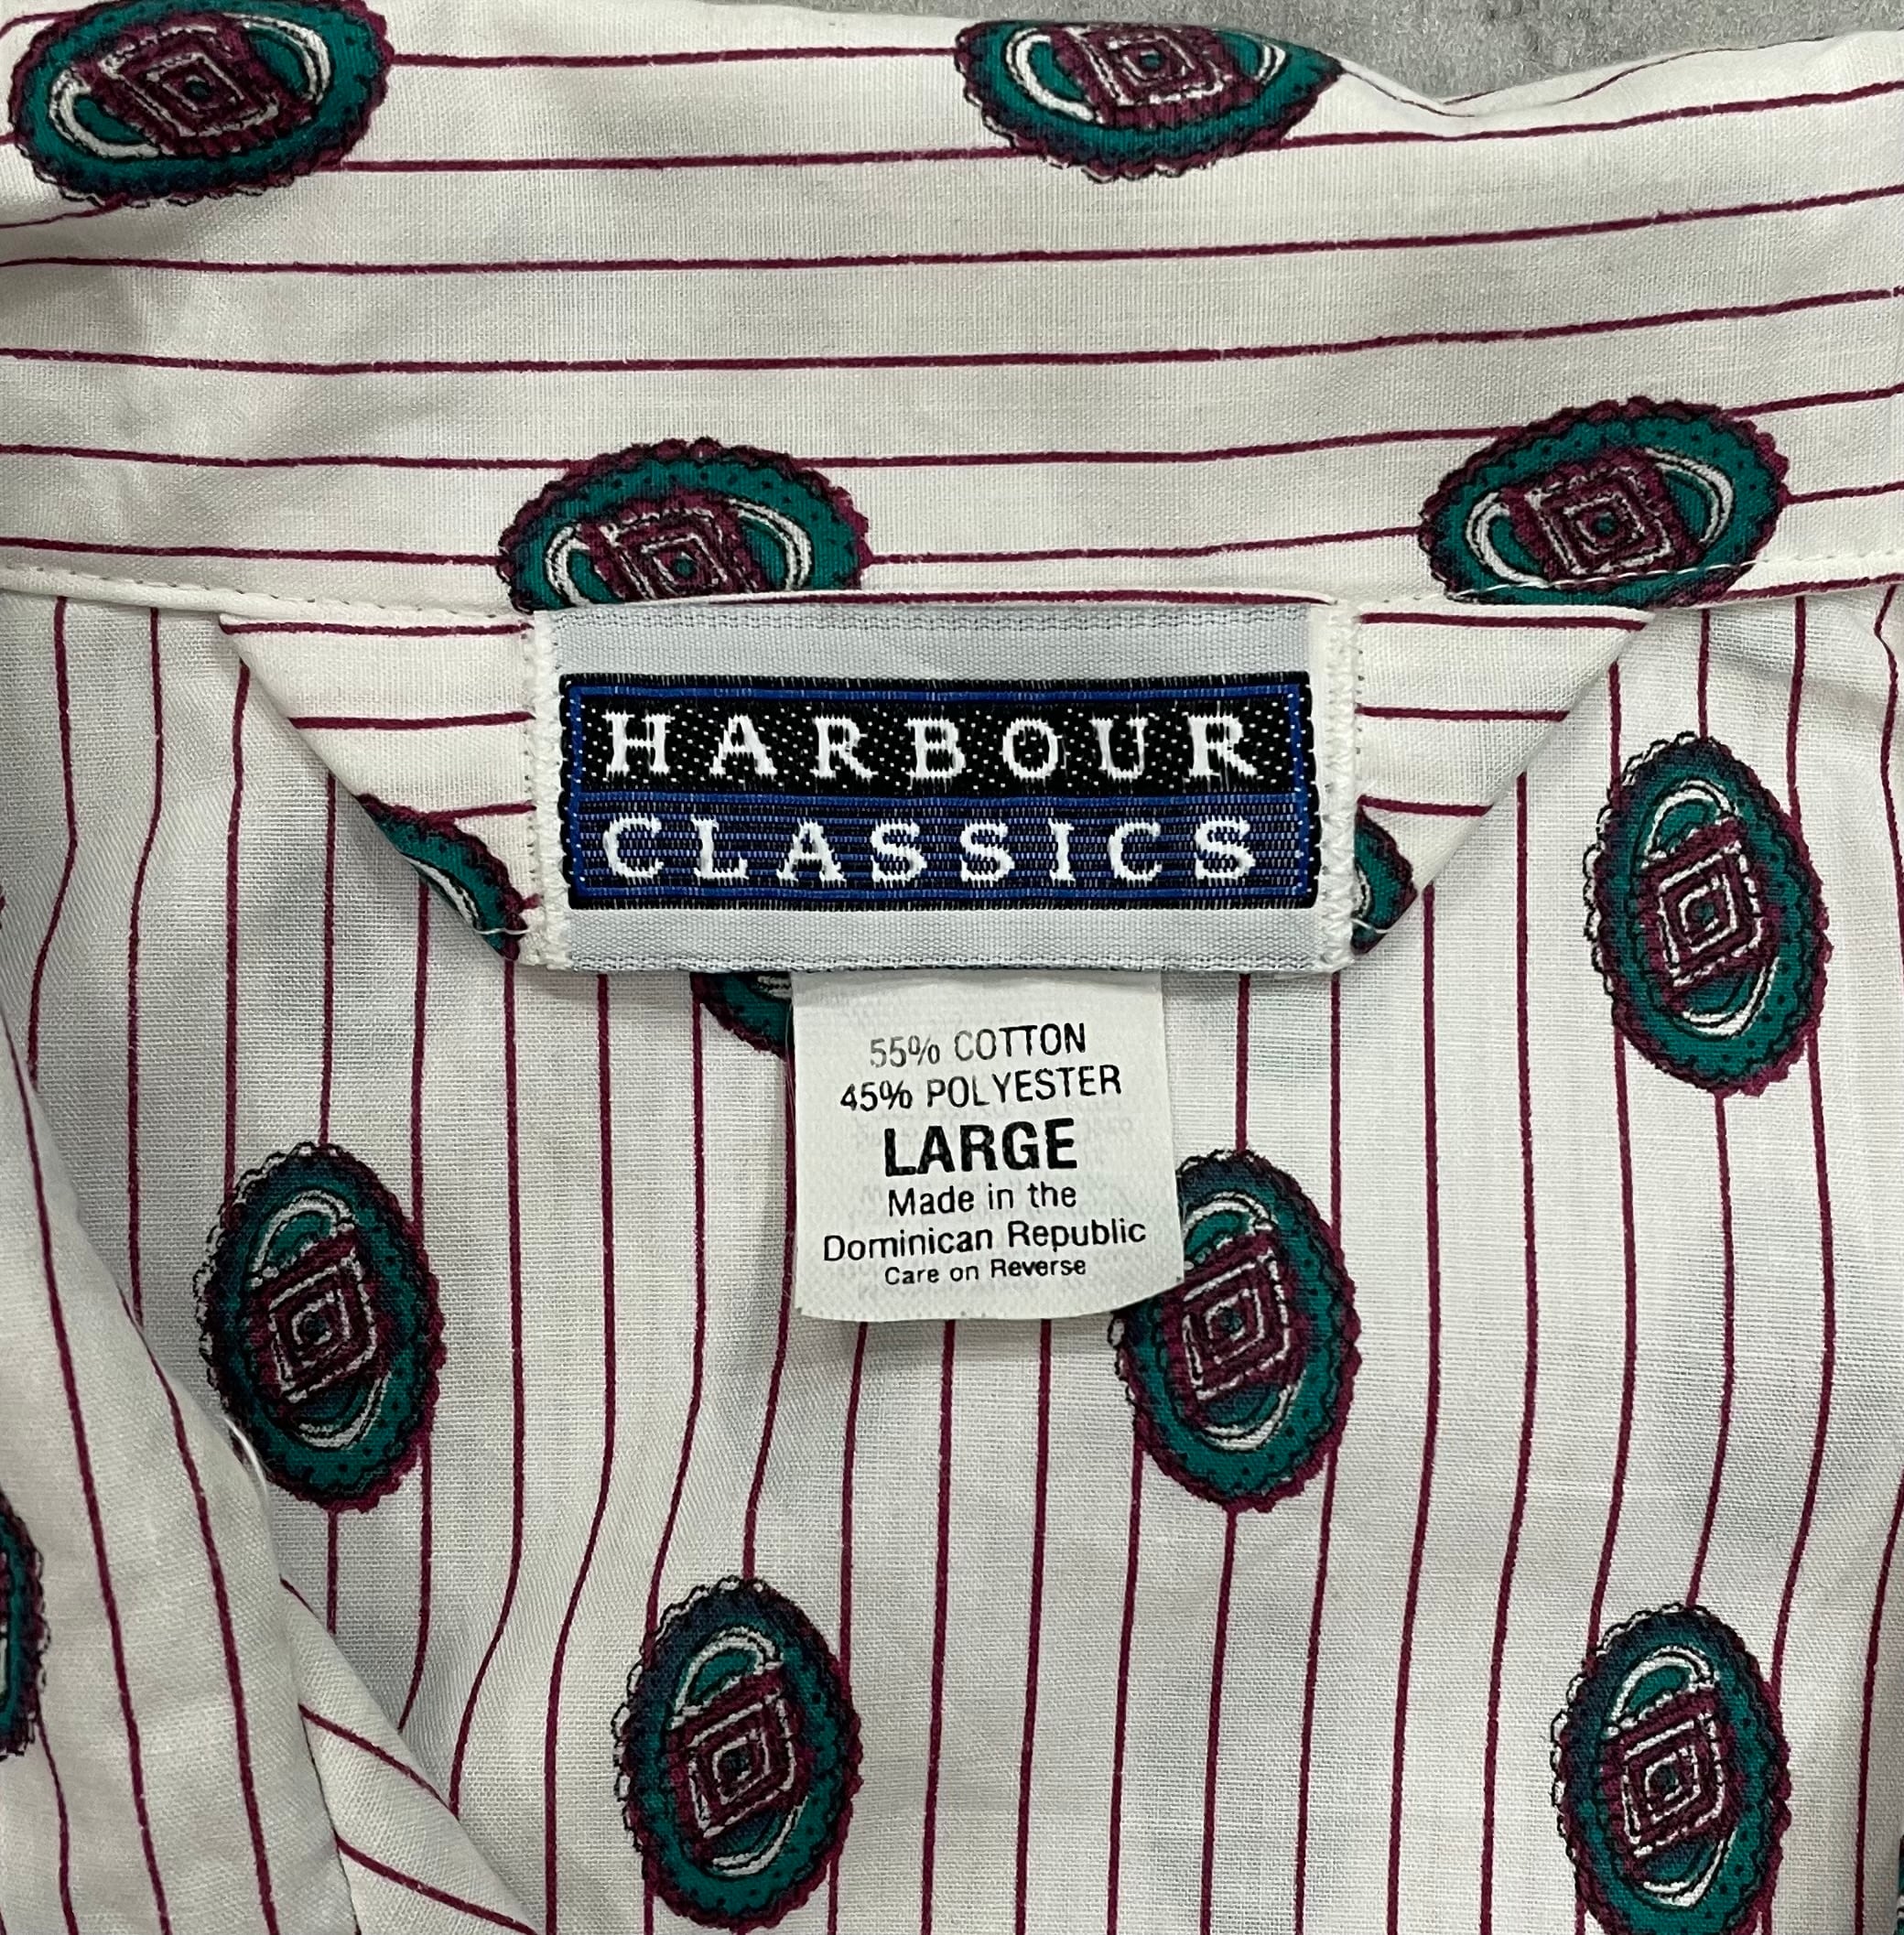 HARBOUR
CLASSICS
55% COTTON
45% POLYESTER
LARGE
Made in the
Dominican Republic
Care on Reverse